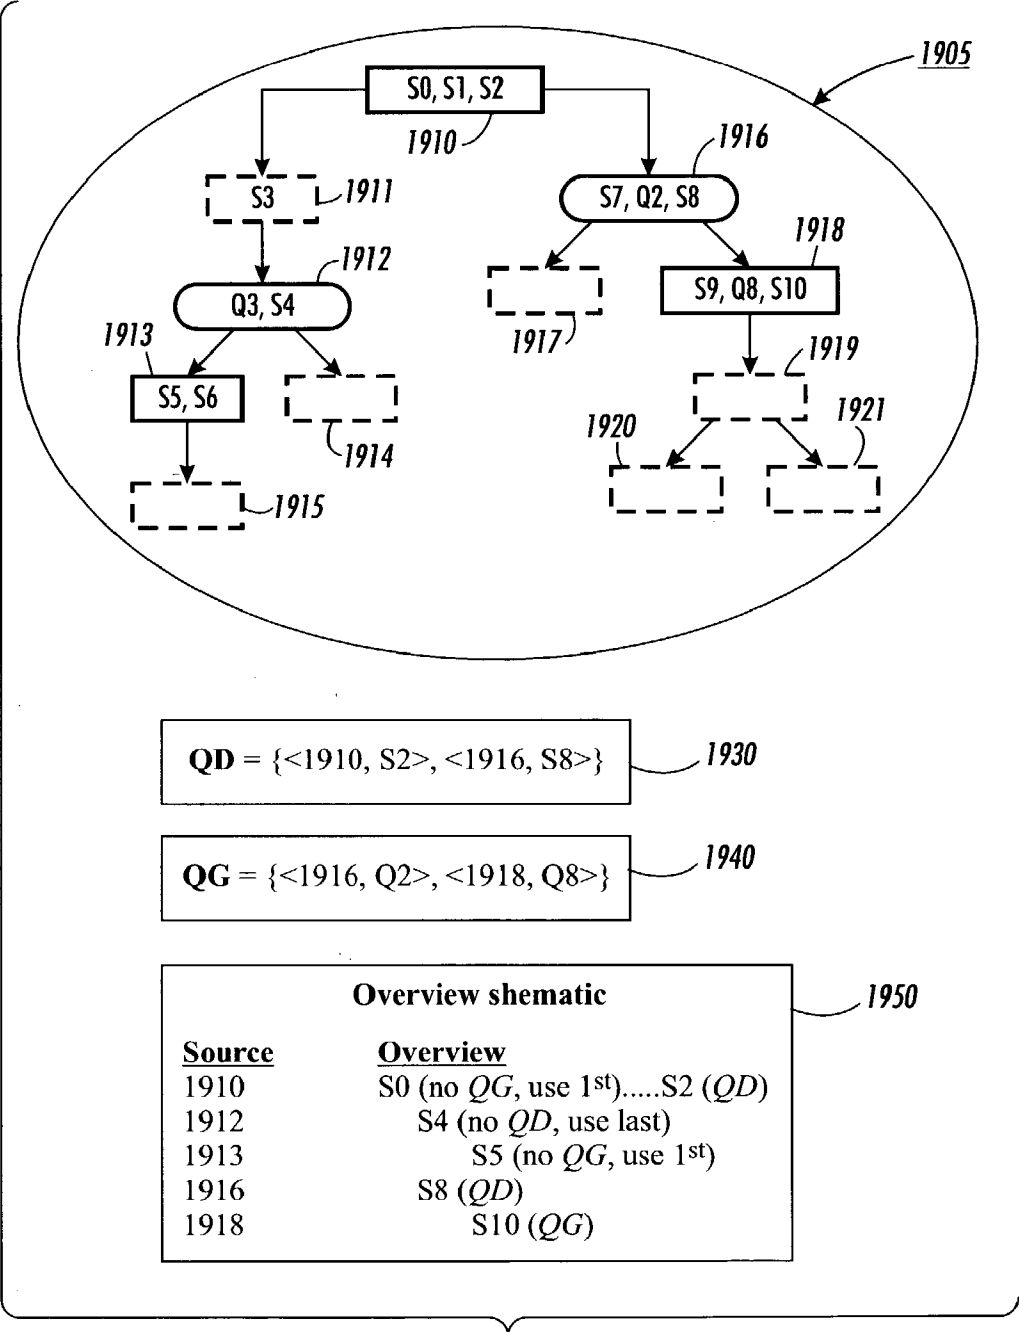 1905
S0, S1, S2
1910
1916
S3
1911
S7, Q2, S8
1912
1918
Q3, S4
S9, Q8, S10
1913
1917
1919
S5, S6
1914
1920
1921
1915
QD = {<1910, S2>, <1916, S8>}
1930
QG = {<1916, Q2>, <1918, Q8>}
1940
Overview shematic
1950
Source Overview
1910 S0 (no QG, use 1st).....S2 (QD)
1912 S4 (no QD, use last)
1913 S5 (no QG, use 1st)
1916 S8 (QD)
1918 S10 (QG)